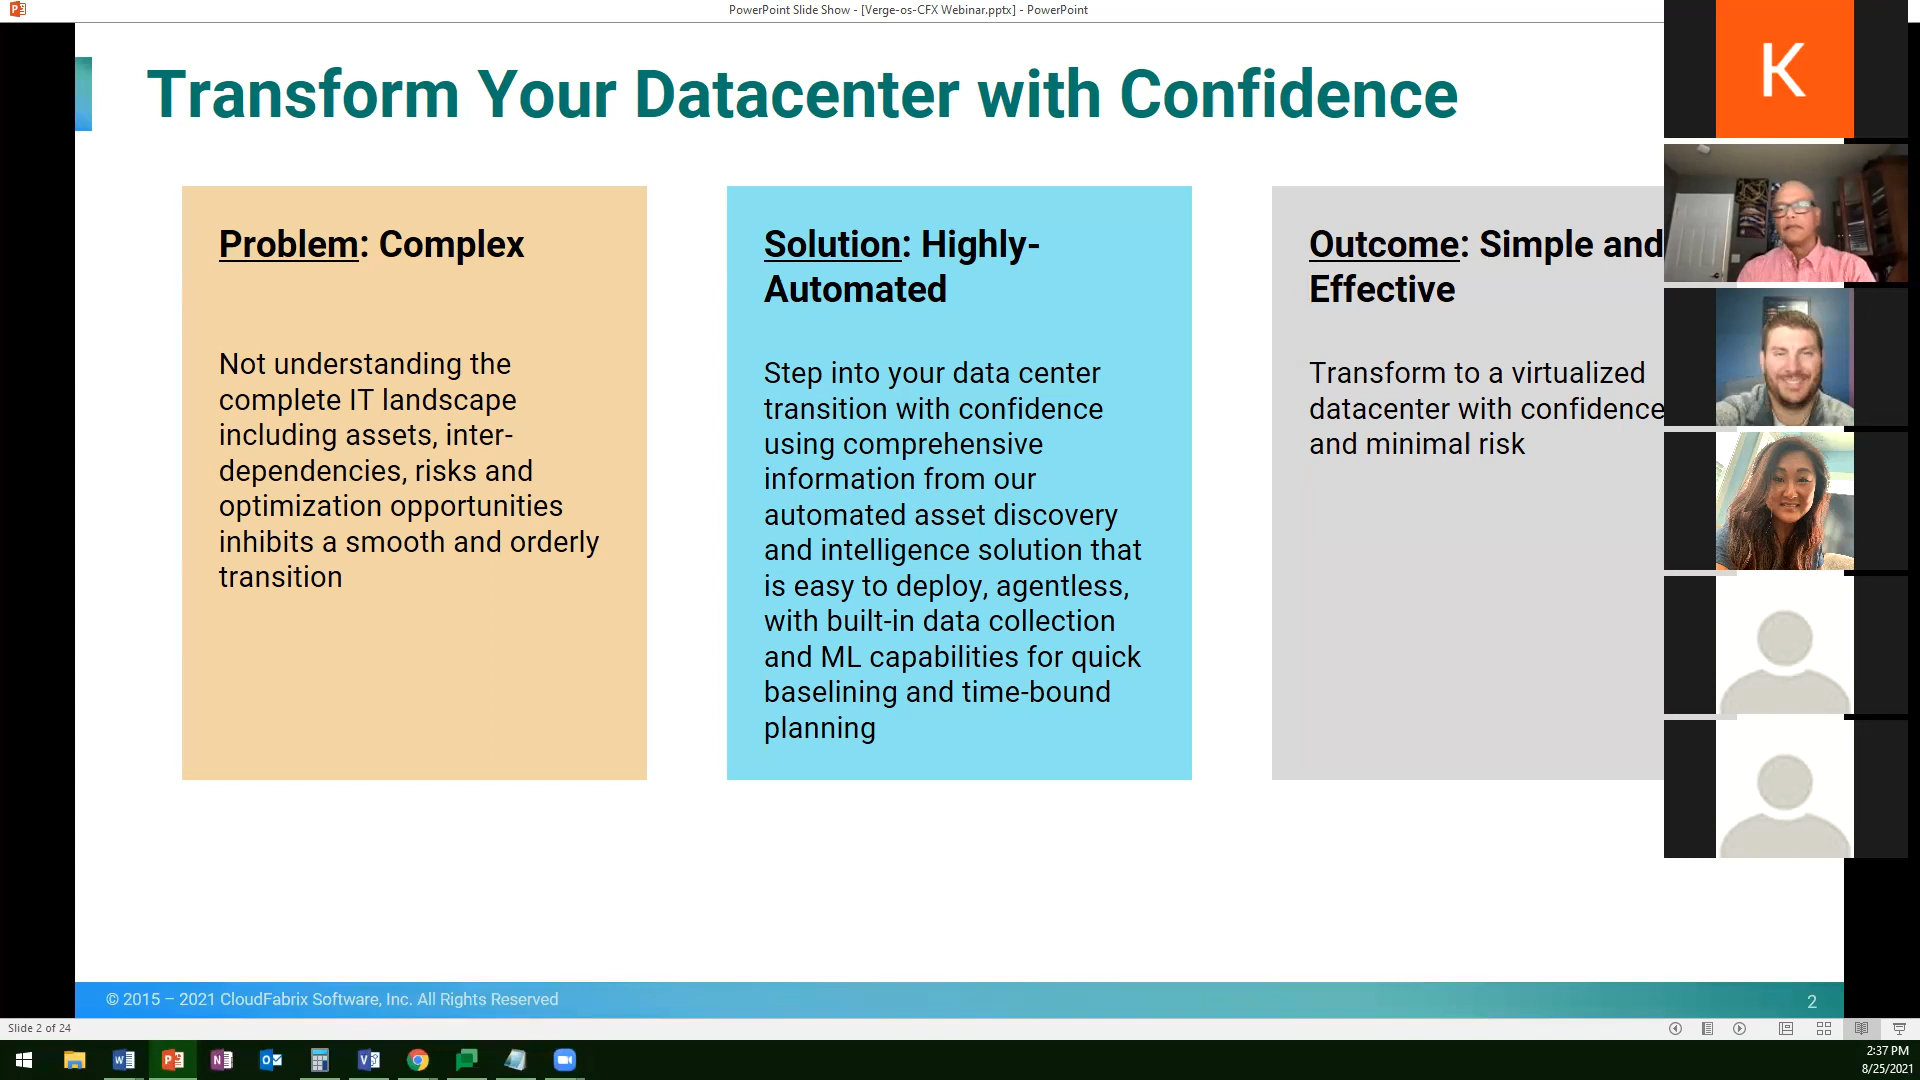 PowerPoint Slide Show - [Verge-os-CFX Webinar.pptx] - PowerPoint
Transform Your Datacenter with Confidence
K
Problem: Complex
Not understanding the
complete IT landscape
including assets, inter-
dependencies, risks and
optimization opportunities
inhibits a smooth and orderly
transition
Solution: Highly-
Automated
Step into your data center
transition with confidence
using comprehensive
information from our
automated asset discovery
and intelligence solution that
is easy to deploy, agentless,
with built-in data collection
and ML capabilities for quick
baselining and time-bound
planning
Outcome: Simple and
Effective
Transform to a virtualized
datacenter with confidence
and minimal risk
© 2015 – 2021 CloudFabrix Software, Inc. All Rights Reserved
2
Slide 2 of 24
2:37 PM
8/25/2021